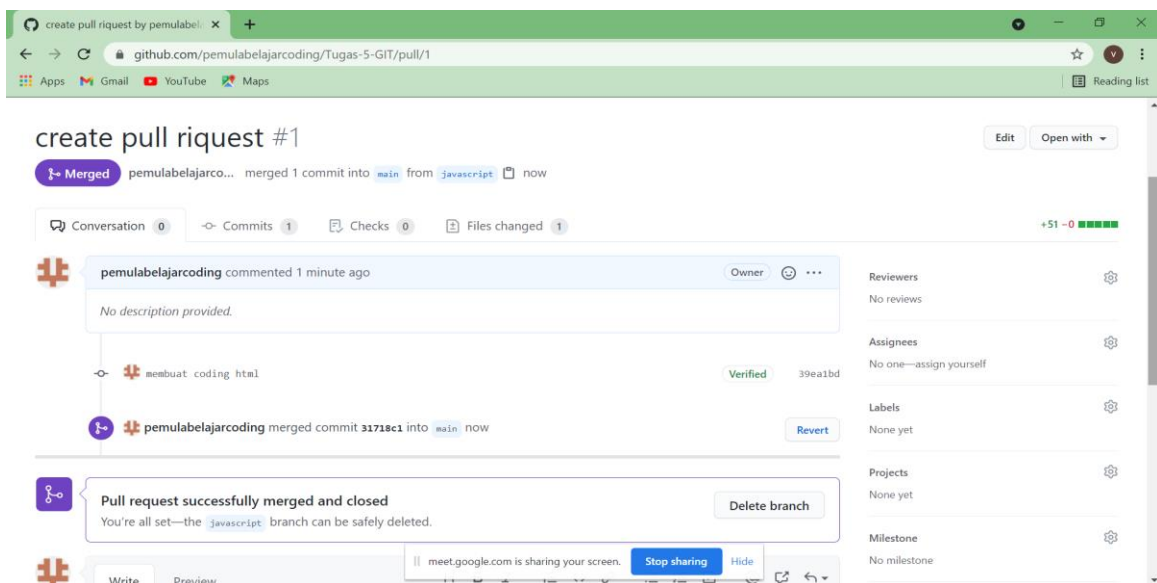 create pull riquest by pemulabel
github.com/pemulabelajarcoding/Tugas-5-GIT/pull/1
V
Apps Gmail YouTube Maps Reading list
create pull riquest #1
Edit Open with
Merged pemulabelajarco... merged 1 commit into main from javascript now
Conversation 0 Commits 1 Checks 0 Files changed 1 +51 −0
pemulabelajarcoding commented 1 minute ago Owner ...
No description provided.
membuat coding html Verified 39ea1bd
pemulabelajarcoding merged commit 31718c1 into main now Revert
Pull request successfully merged and closed
You're all set—the javascript branch can be safely deleted.
Delete branch
Reviewers
No reviews
Assignees
No one—assign yourself
Labels
None yet
Projects
None yet
Milestone
No milestone
Write Preview
meet.google.com is sharing your screen. Stop sharing Hide